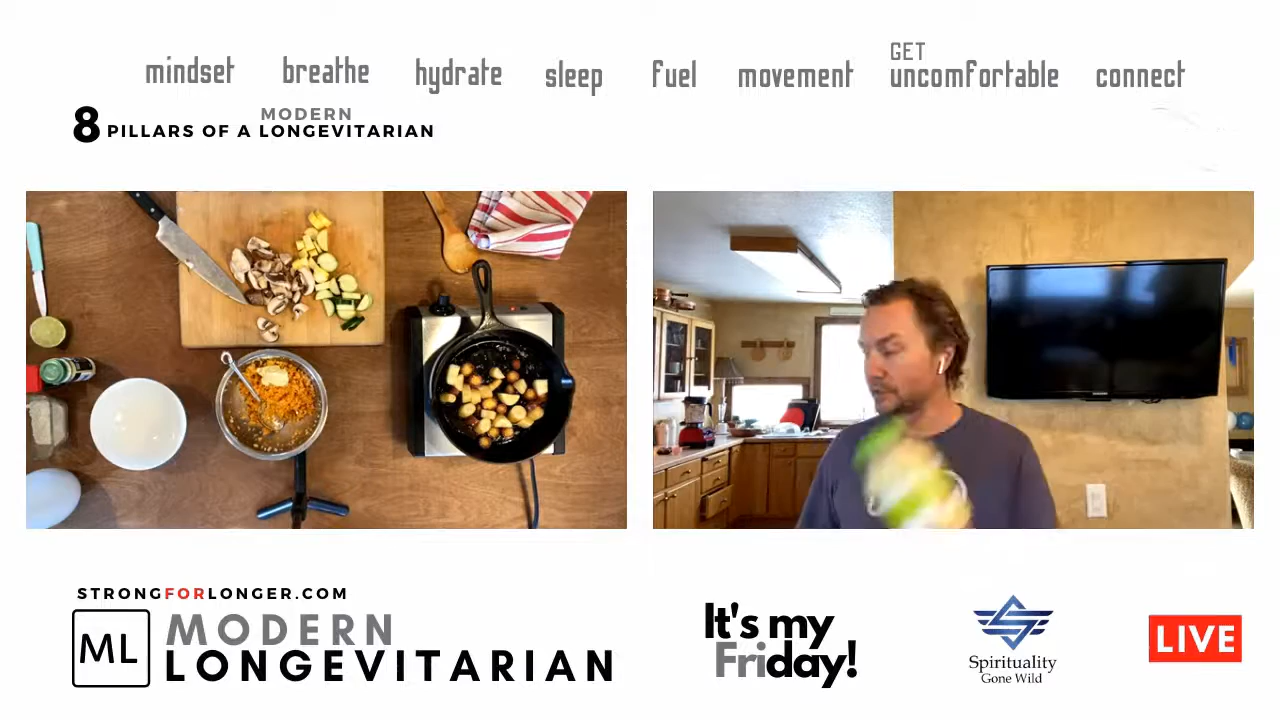 mindset breathe hydrate sleep fuel movement GET uncomfortable connect
8 PILLARS OF A MODERN LONGEVITARIAN
STRONGFORLONGER.COM
ML MODERN
LONGEVITARIAN
It's my
Friday!
Spirituality
Gone Wild
LIVE